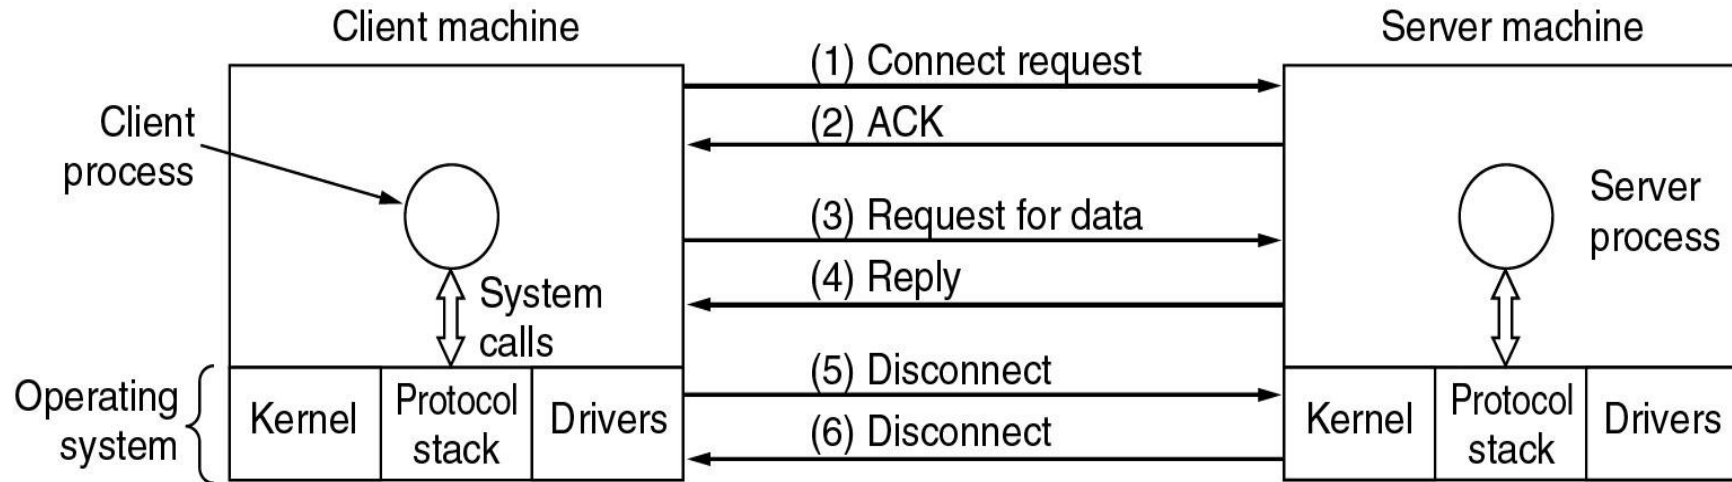 Client machine
Server machine
(1) Connect request
(2) ACK
Client
process
(3) Request for data
Server
process
(4) Reply
System
calls
(5) Disconnect
(6) Disconnect
Operating
system
Kernel
Protocol
stack
Drivers
Kernel
Protocol
stack
Drivers